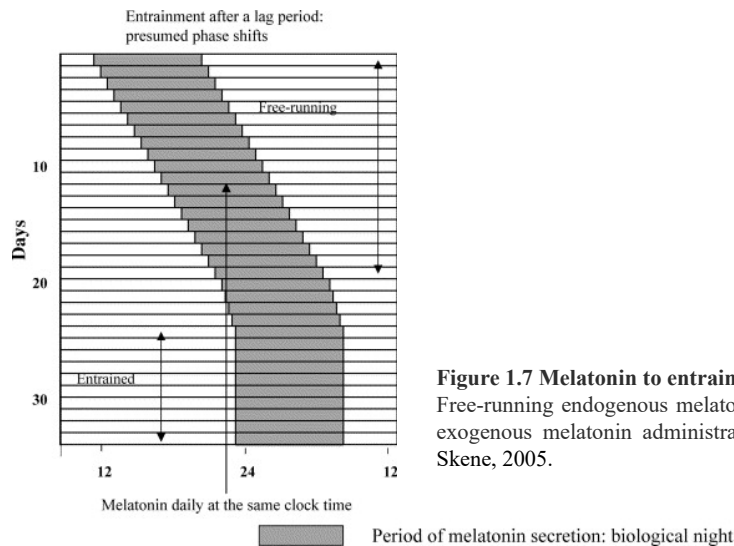 Entrainment after a lag period:
presumed phase shifts
Free-running
10
Days
20
Entrained
30
12 24 12
Melatonin daily at the same clock time
Period of melatonin secretion: biological night
Figure 1.7 Melatonin to entrain
Free-running endogenous melato
exogenous melatonin administra
Skene, 2005.